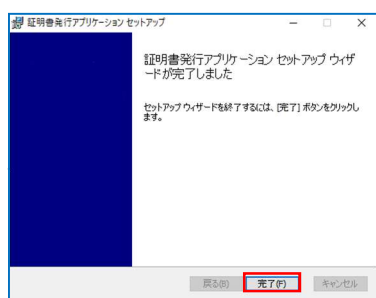 証明書発行アプリケーション セットアップ
証明書発行アプリケーション セットアップ ウィザ
ードが完了しました
セットアップ ウィザードを終了するには、[完了] ボタンをクリックし
ます。
戻る(B) 完了(F) キャンセル